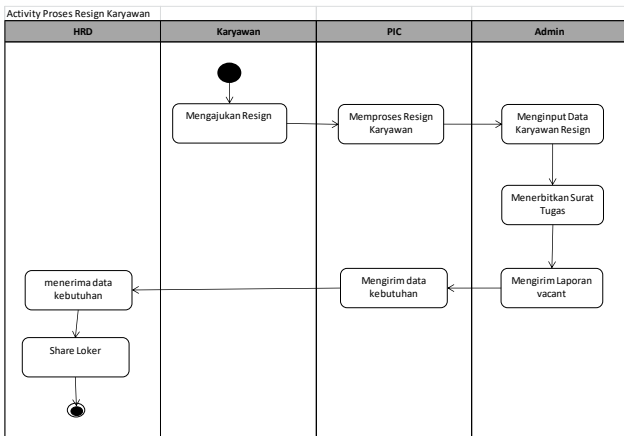 Activity Proses Resign Karyawan
HRD
Karyawan
PIC
Admin
Mengajukan Resign
Memproses Resign
Karyawan
Menginput Data
Karyawan Resign
Menerbitkan Surat
Tugas
menerima data
kebutuhan
Mengirim data
kebutuhan
Mengirim Laporan
vacant
Share Loker